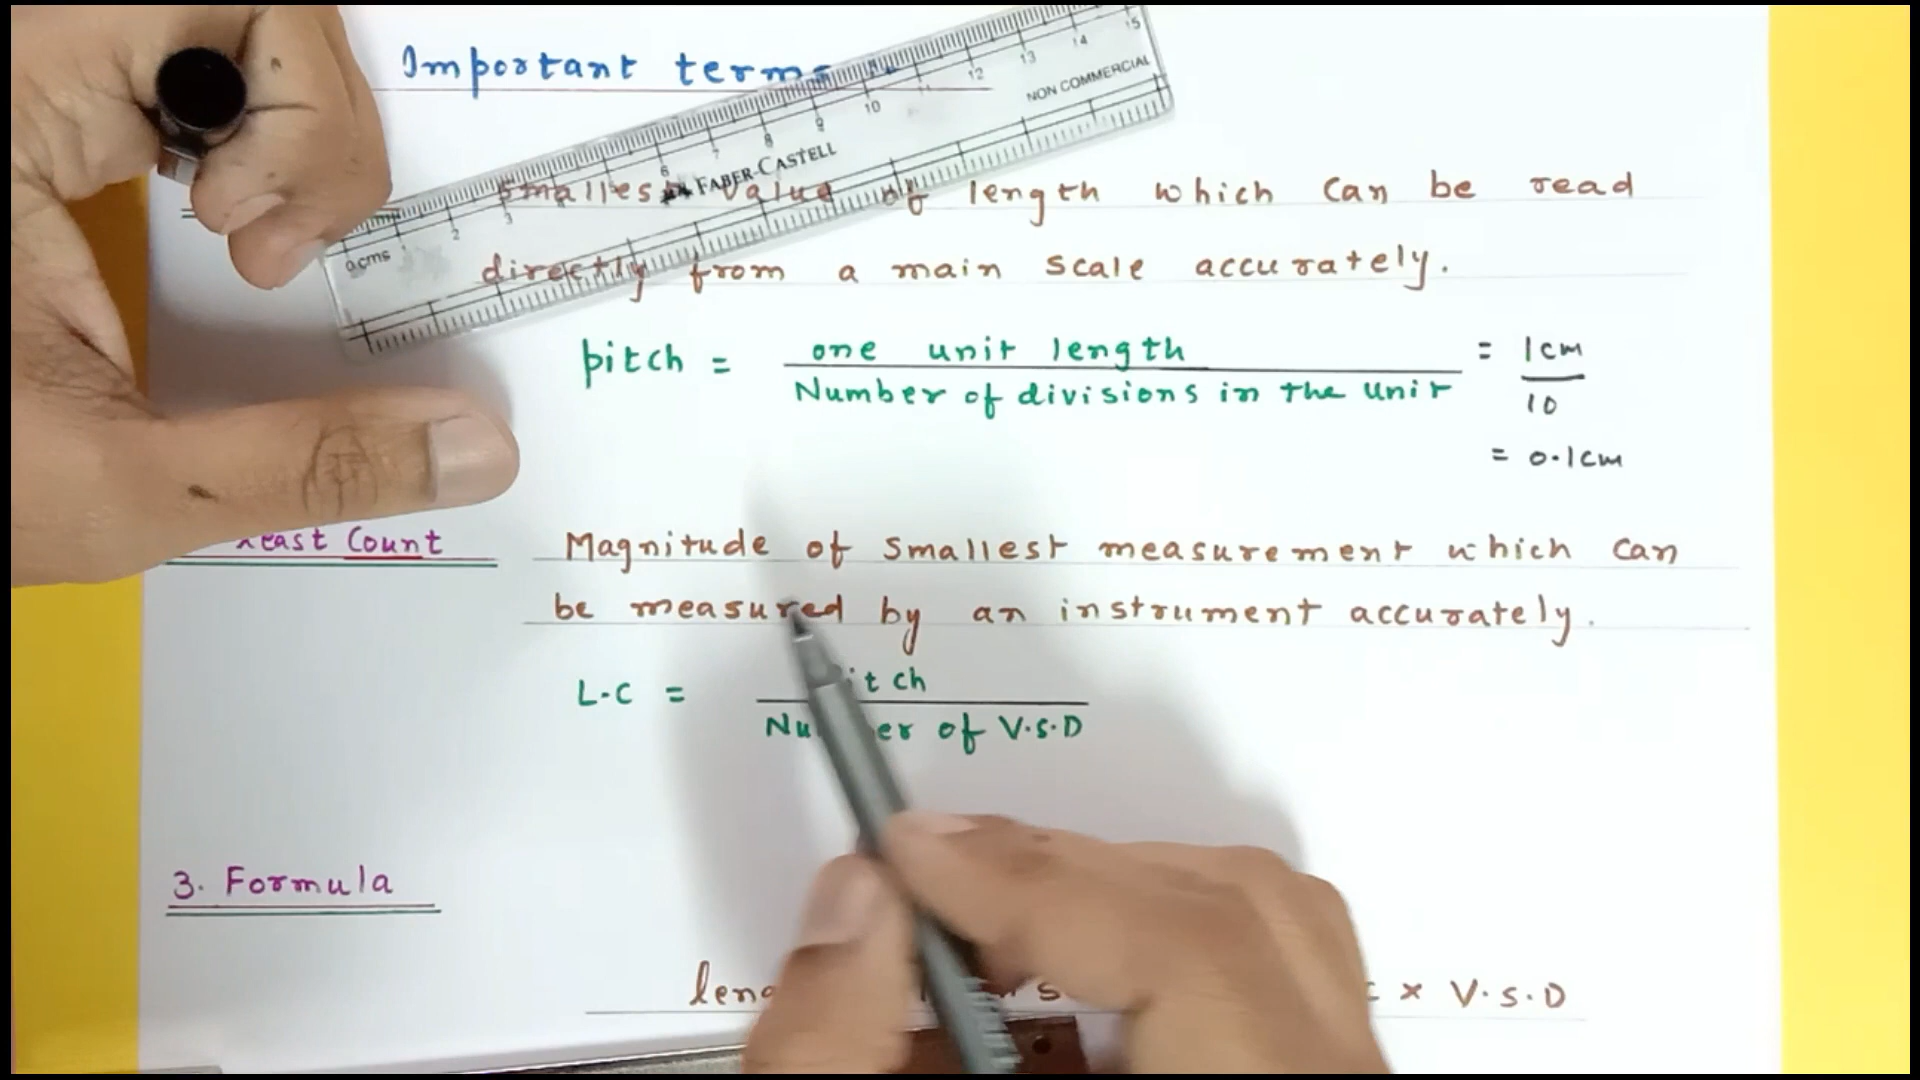 Important terms
0 cms 1 2 3 6 7 8 9 10 11 12 13 14 15
NON COMMERCIAL
FABER-CASTELL
smallest value of length which can be read
directly from a main scale accurately.
pitch = one unit length = 1cm
Number of divisions in the unit 10
= 0.1cm
Least Count Magnitude of smallest measurement which can
be measured by an instrument accurately.
L.C = pitch
Number of V.S.D
3. Formula
× V.S.D